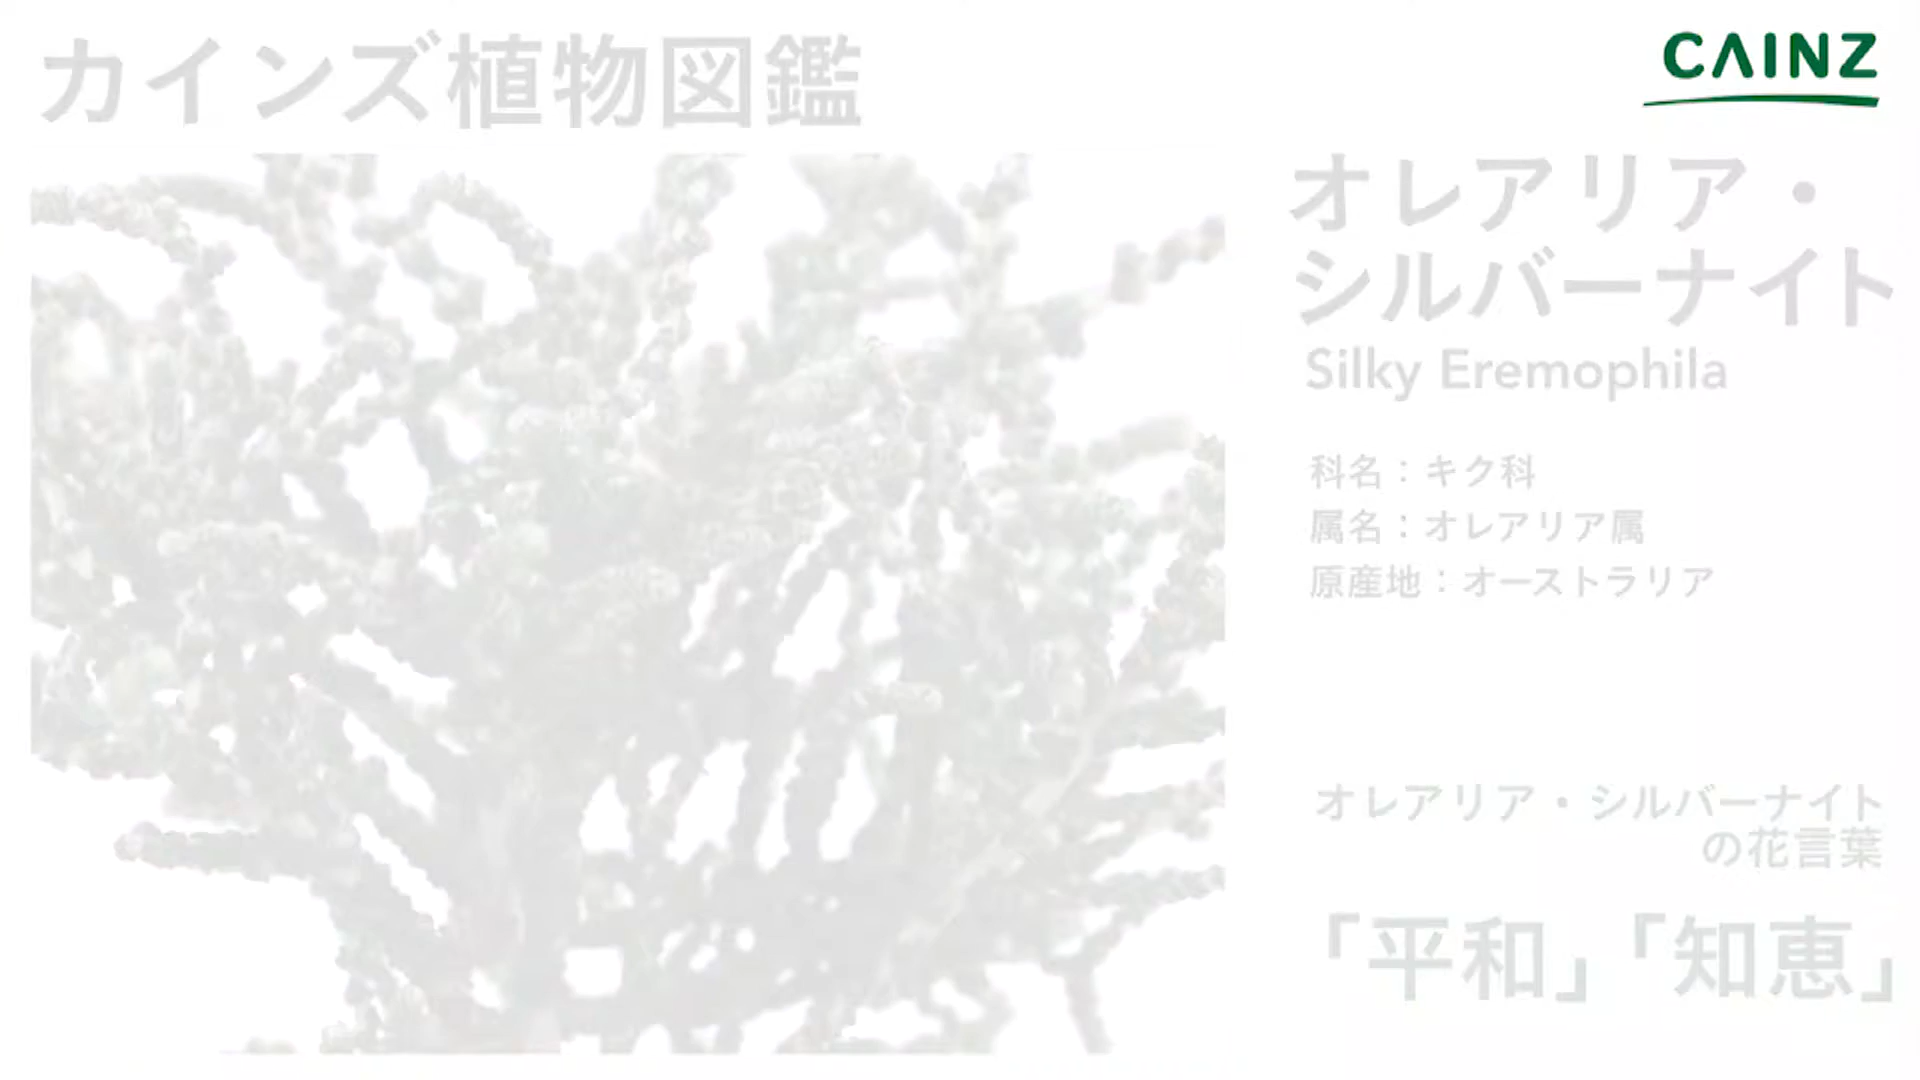 カインズ植物図鑑
CAINZ
オレアリア・
シルバーナイト
Silky Eremophila
科名：キク科
属名：オレアリア属
原産地：オーストラリア
オレアリア・シルバーナイト
の花言葉
「平和」「知恵」